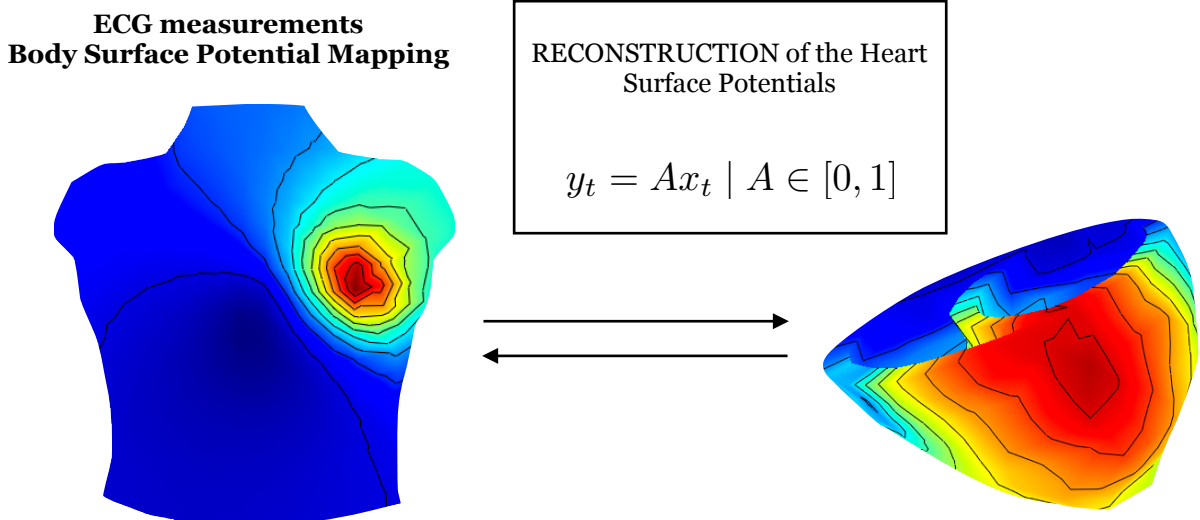 ECG measurements
Body Surface Potential Mapping
RECONSTRUCTION of the Heart
Surface Potentials
y_t = Ax_t | A ∈ [0, 1]